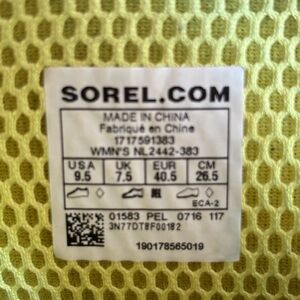 SOREL.COM
MADE IN CHINA
Fabriqué en Chine
1717591383
WMN'S NL2442-383
USA UK EUR CM
9.5 7.5 40.5 26.5
ECA-2
01583 PEL 0716 117
3N77DT8F00182
190178565019